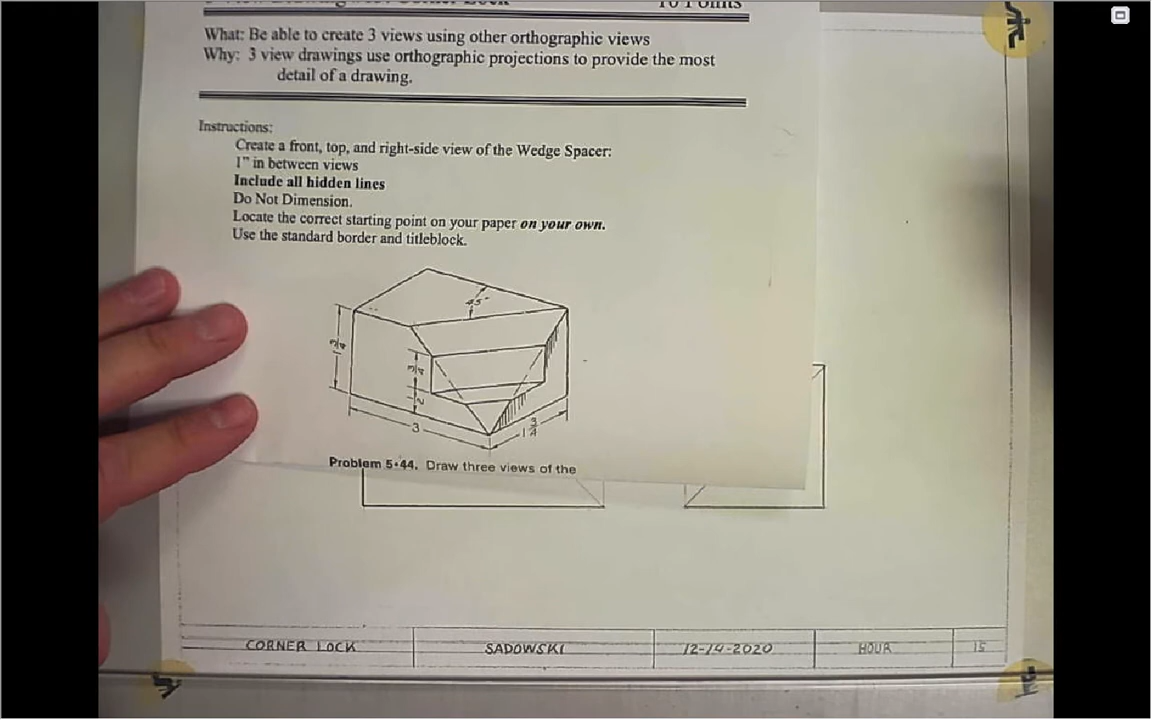 10 Points
What: Be able to create 3 views using other orthographic views
Why: 3 view drawings use orthographic projections to provide the most
detail of a drawing.
Instructions:
Create a front, top, and right-side view of the Wedge Spacer:
1" in between views
Include all hidden lines
Do Not Dimension.
Locate the correct starting point on your paper on your own.
Use the standard border and titleblock.
45°
1 3/4
3/4
1/2
3
1 3/4
Problem 5•44. Draw three views of the
CORNER LOCK SADOWSKI 12-14-2020 HOUR 15